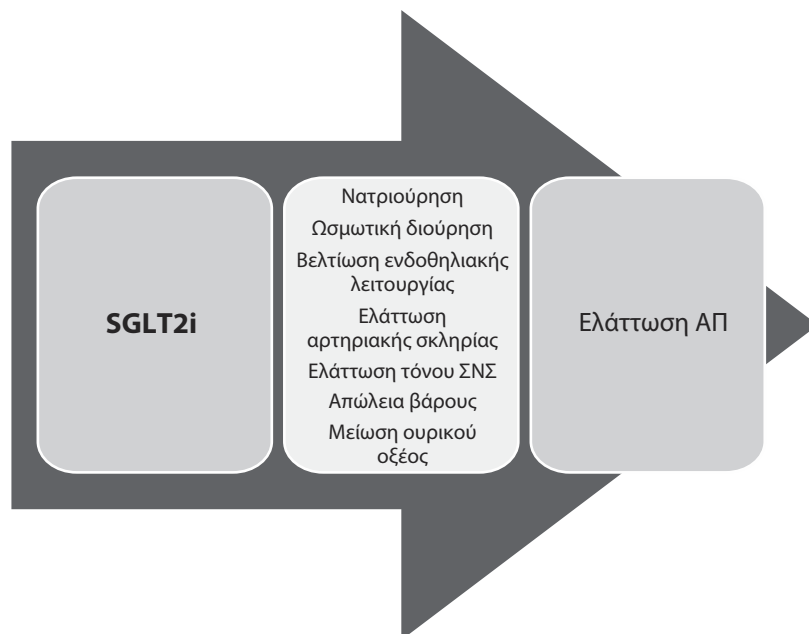 SGLT2i
Νατριούρηση
Ωσμωτική διούρηση
Βελτίωση ενδοθηλιακής
λειτουργίας
Ελάττωση
αρτηριακής σκληρίας
Ελάττωση τόνου ΣΝΣ
Απώλεια βάρους
Μείωση ουρικού
οξέος
Ελάττωση ΑΠ